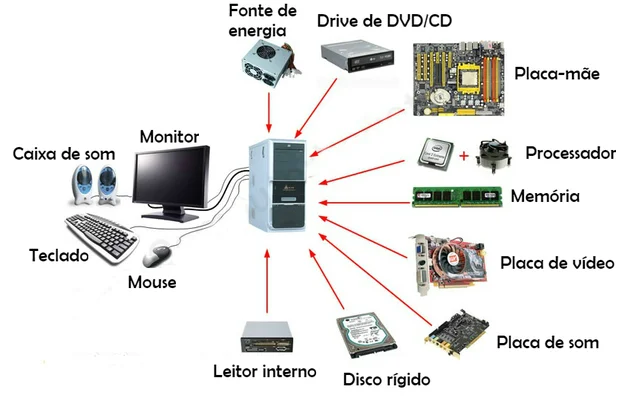 Fonte de
energia
Drive de DVD/CD
Placa-mãe
Monitor
Caixa de som
+
Processador
Memória
Teclado
Mouse
Placa de vídeo
Placa de som
Leitor interno
Disco rígido